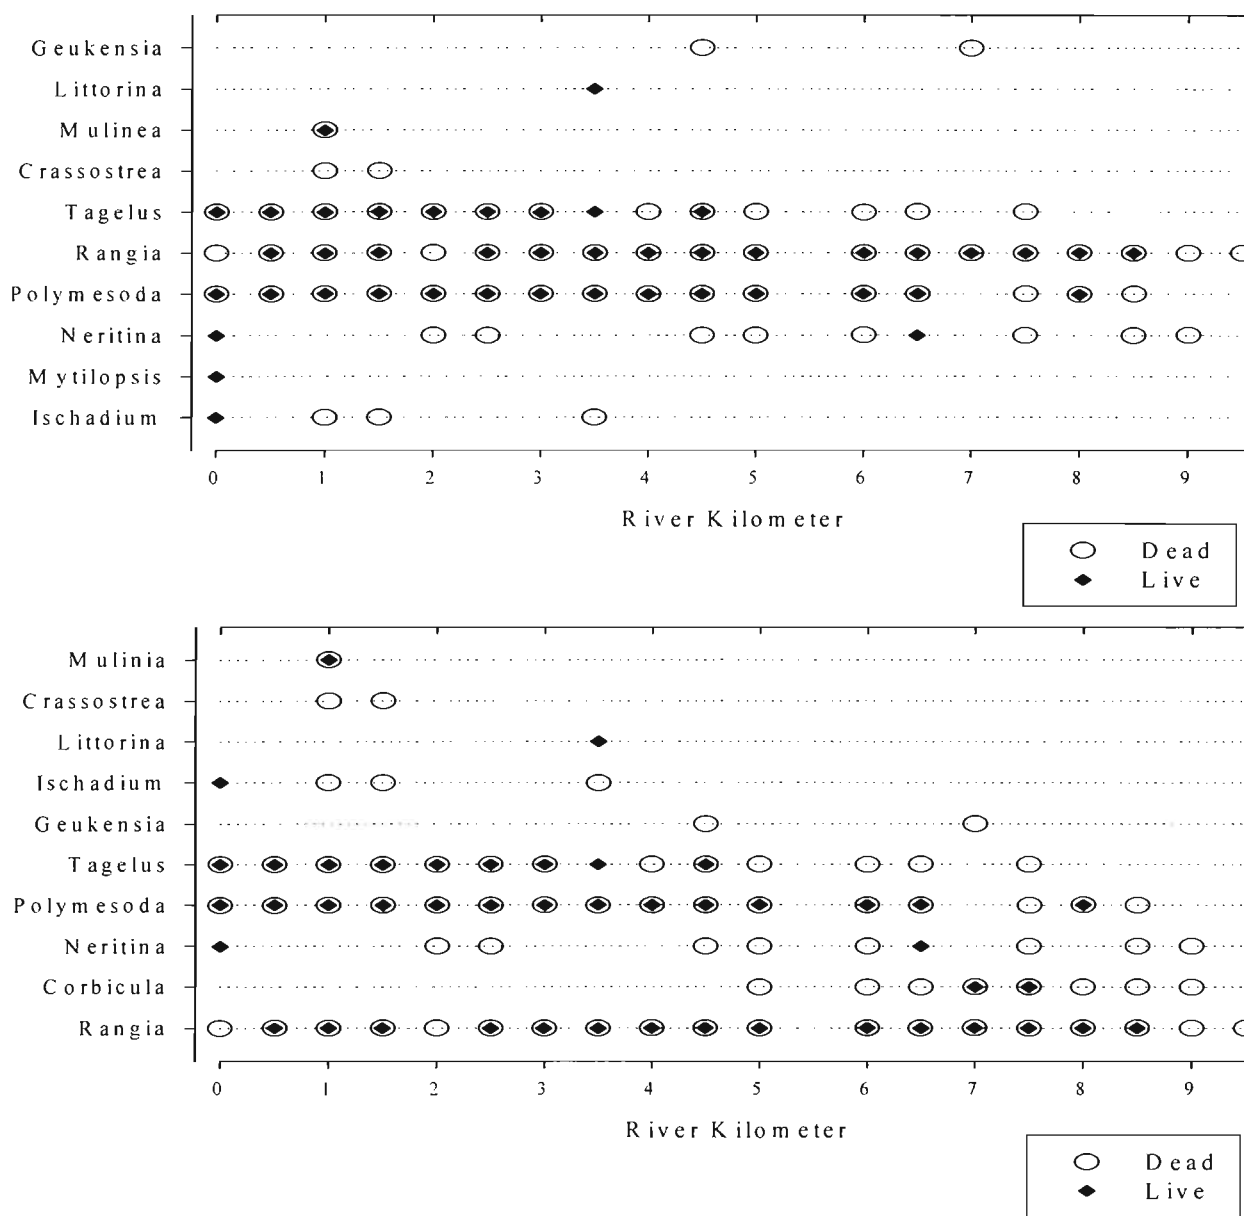 Geukensia
Littorina
Mulinea
Crassostrea
Tagelus
Rangia
Polymesoda
Neritina
Mytilopsis
Ischadium
0 1 2 3 4 5 6 7 8 9
River Kilometer
Dead
Live
Mulinia
Crassostrea
Littorina
Ischadium
Geukensia
Tagelus
Polymesoda
Neritina
Corbicula
Rangia
0 1 2 3 4 5 6 7 8 9
River Kilometer
Dead
Live